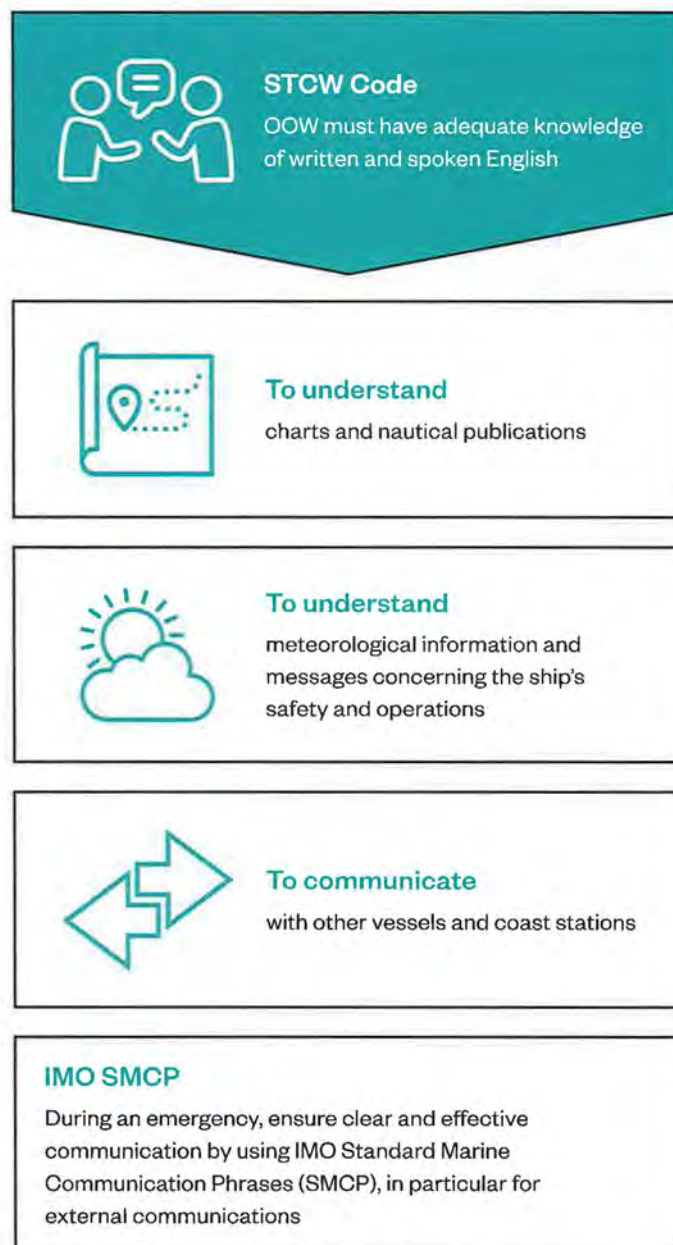 STCW Code
OOW must have adequate knowledge
of written and spoken English
To understand
charts and nautical publications
To understand
meteorological information and
messages concerning the ship's
safety and operations
To communicate
with other vessels and coast stations
IMO SMCP
During an emergency, ensure clear and effective
communication by using IMO Standard Marine
Communication Phrases (SMCP), in particular for
external communications